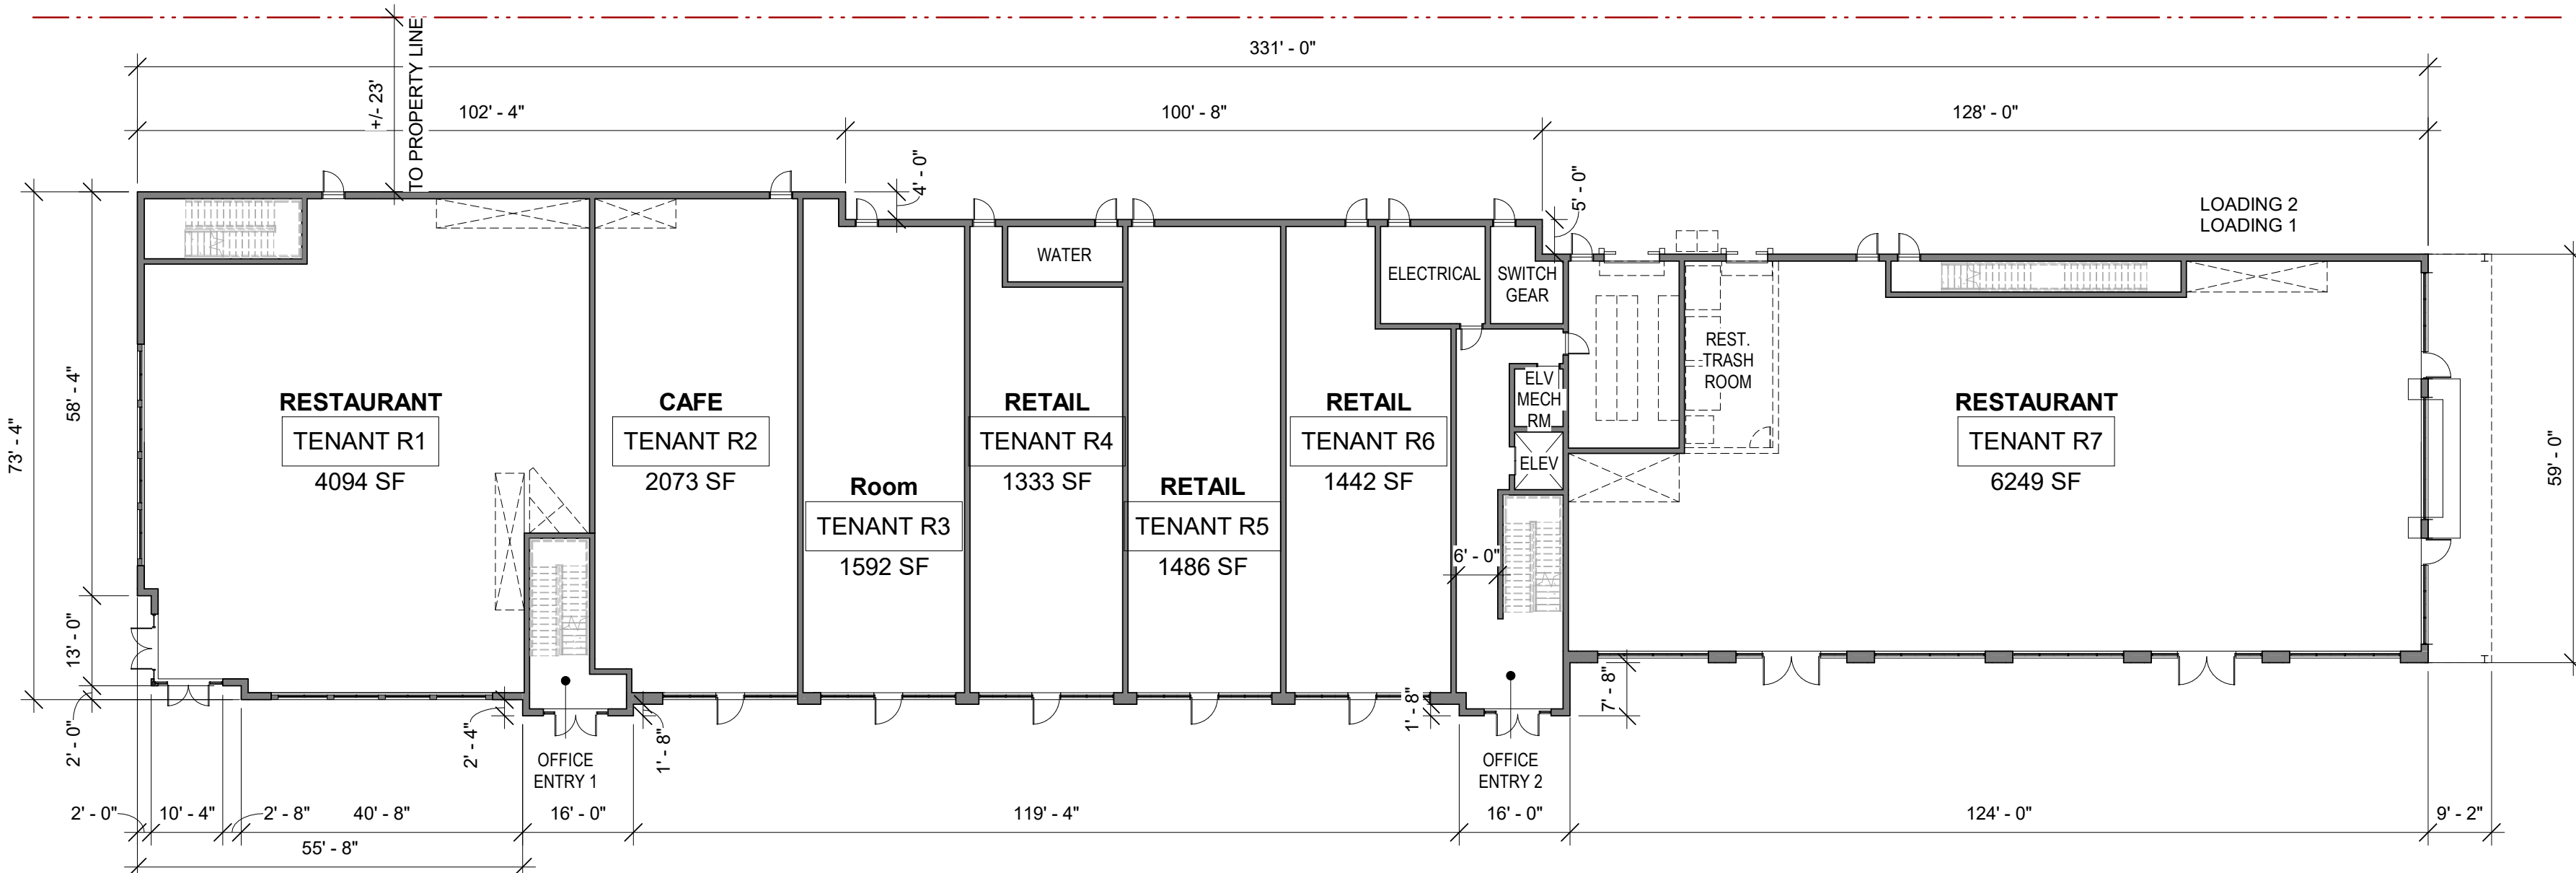 331' - 0"
+/- 23'
TO PROPERTY LINE
102' - 4"
100' - 8"
128' - 0"
4' - 0"
5' - 0"
LOADING 2
LOADING 1
73' - 4"
58' - 4"
13' - 0"
2' - 0"
59' - 0"
WATER
ELECTRICAL
SWITCH
GEAR
REST.
TRASH
ROOM
ELV
MECH
RM
ELEV
RESTAURANT
TENANT R1
4094 SF
CAFE
TENANT R2
2073 SF
Room
TENANT R3
1592 SF
RETAIL
TENANT R4
1333 SF
RETAIL
TENANT R5
1486 SF
RETAIL
TENANT R6
1442 SF
RESTAURANT
TENANT R7
6249 SF
6' - 0"
2' - 4"
1' - 8"
1' - 8"
7' - 8"
OFFICE
ENTRY 1
OFFICE
ENTRY 2
2' - 0"
10' - 4"
2' - 8"
40' - 8"
16' - 0"
119' - 4"
16' - 0"
124' - 0"
9' - 2"
55' - 8"